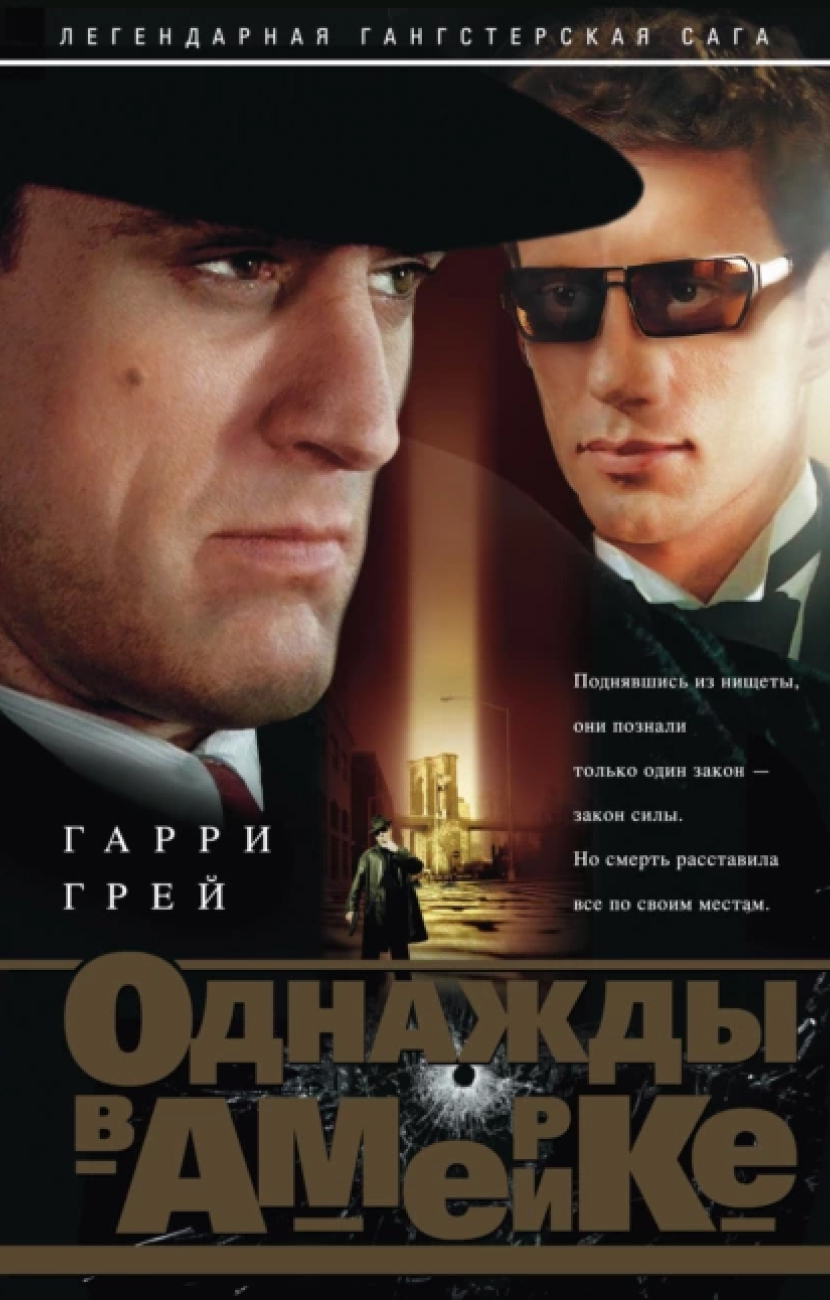 ЛЕГЕНДАРНАЯ ГАНГСТЕРСКАЯ САГА
Поднявшись из нищеты,
они познали
только один закон —
закон силы.
Но смерть расставила
все по своим местам.
ГАРРИ
ГРЕЙ
ОДНАЖДЫ
В АМЕРИКЕ